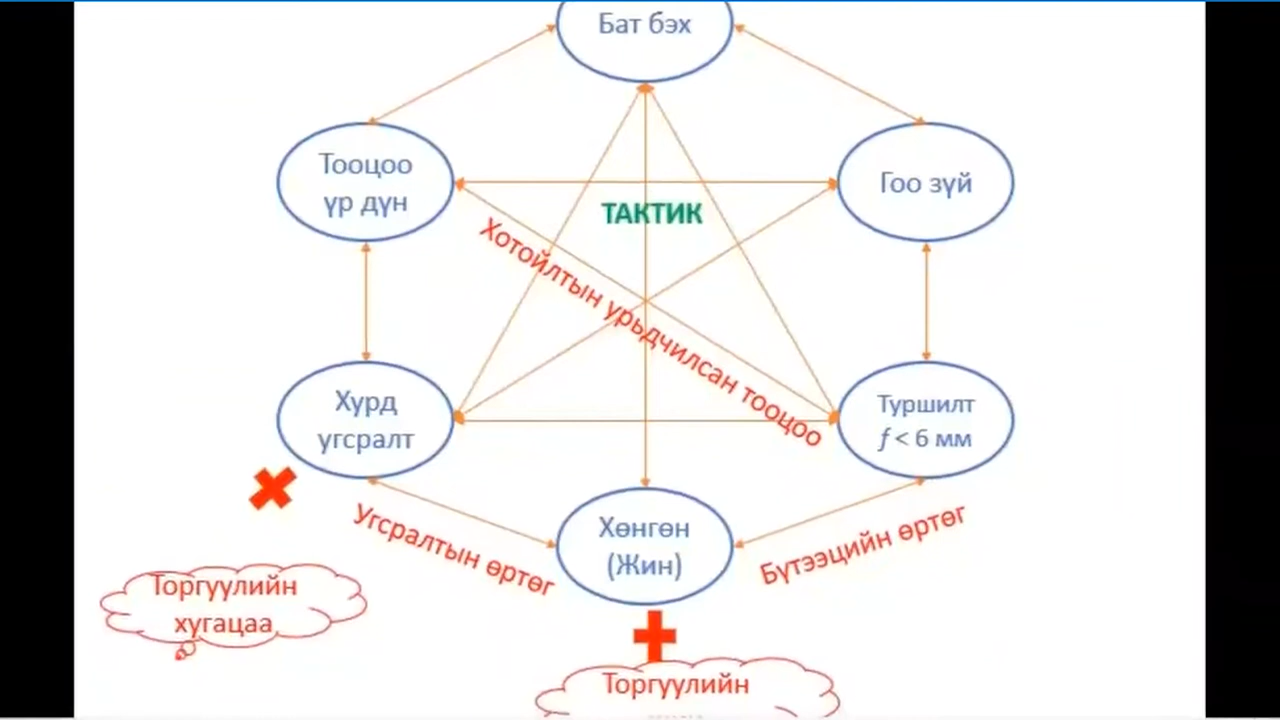 Бат бэх
Тооцоо
үр дүн
Гоо зүй
ТАКТИК
Хотойлтын урьдчилсан тооцоо
Хурд
угсралт
Туршилт
f < 6 мм
Угсралтын өртөг
Хөнгөн
(Жин)
Бүтээцийн өртөг
Торгуулийн
хугацаа
Торгуулийн